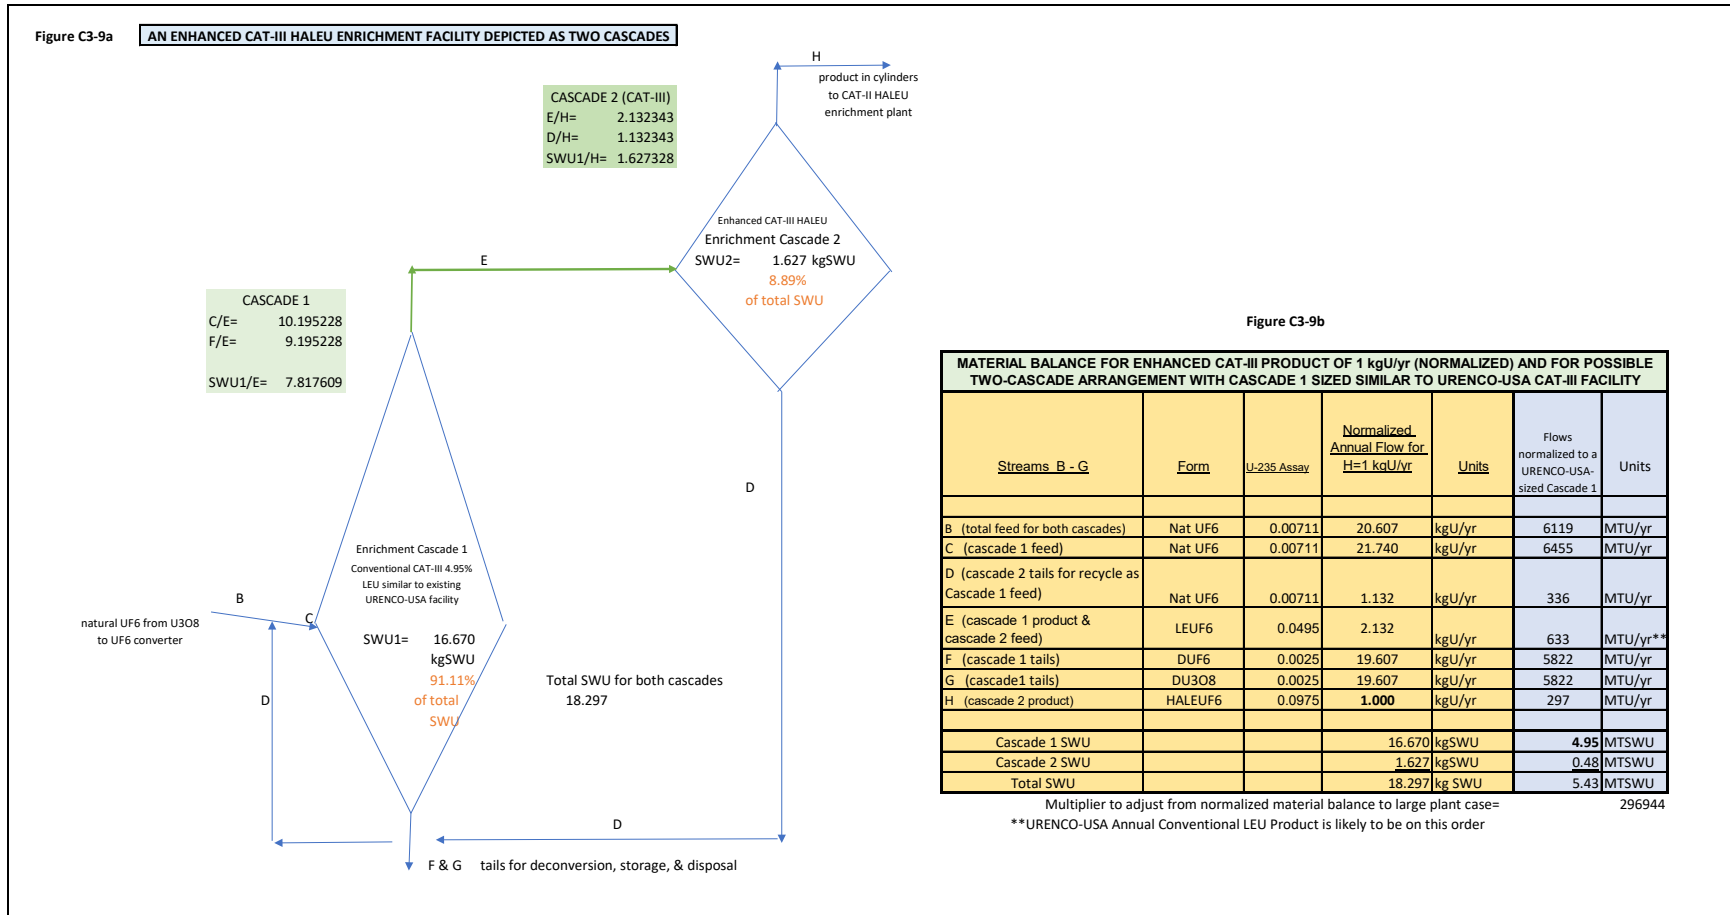 Figure C3-9a
AN ENHANCED CAT-III HALEU ENRICHMENT FACILITY DEPICTED AS TWO CASCADES
H
product in cylinders
to CAT-II HALEU
enrichment plant
CASCADE 2 (CAT-III)
E/H= 2.132343
D/H= 1.132343
SWU1/H= 1.627328
Enhanced CAT-III HALEU
Enrichment Cascade 2
SWU2= 1.627 kgSWU
8.89%
of total SWU
E
CASCADE 1
C/E= 10.195228
F/E= 9.195228
SWU1/E= 7.817609
D
Enrichment Cascade 1
Conventional CAT-III 4.95%
LEU similar to existing
URENCO-USA facility
B
natural UF6 from U3O8
to UF6 converter
C
SWU1= 16.670
kgSWU
91.11%
of total
SWU
D
Total SWU for both cascades
18.297
D
F & G tails for deconversion, storage, & disposal
Figure C3-9b
MATERIAL BALANCE FOR ENHANCED CAT-III PRODUCT OF 1 kgU/yr (NORMALIZED) AND FOR POSSIBLE
TWO-CASCADE ARRANGEMENT WITH CASCADE 1 SIZED SIMILAR TO URENCO-USA CAT-III FACILITY
Streams B - G Form U-235 Assay Normalized Annual Flow for H=1 kgU/yr Units Flows normalized to a URENCO-USA-sized Cascade 1 Units
B (total feed for both cascades) Nat UF6 0.00711 20.607 kgU/yr 6119 MTU/yr
C (cascade 1 feed) Nat UF6 0.00711 21.740 kgU/yr 6455 MTU/yr
D (cascade 2 tails for recycle as
Cascade 1 feed) Nat UF6 0.00711 1.132 kgU/yr 336 MTU/yr
E (cascade 1 product &
cascade 2 feed) LEUF6 0.0495 2.132 kgU/yr 633 MTU/yr**
F (cascade 1 tails) DUF6 0.0025 19.607 kgU/yr 5822 MTU/yr
G (cascade1 tails) DU3O8 0.0025 19.607 kgU/yr 5822 MTU/yr
H (cascade 2 product) HALEUF6 0.0975 1.000 kgU/yr 297 MTU/yr
Cascade 1 SWU 16.670 kgSWU 4.95 MTSWU
Cascade 2 SWU 1.627 kgSWU 0.48 MTSWU
Total SWU 18.297 kg SWU 5.43 MTSWU
Multiplier to adjust from normalized material balance to large plant case= 296944
**URENCO-USA Annual Conventional LEU Product is likely to be on this order